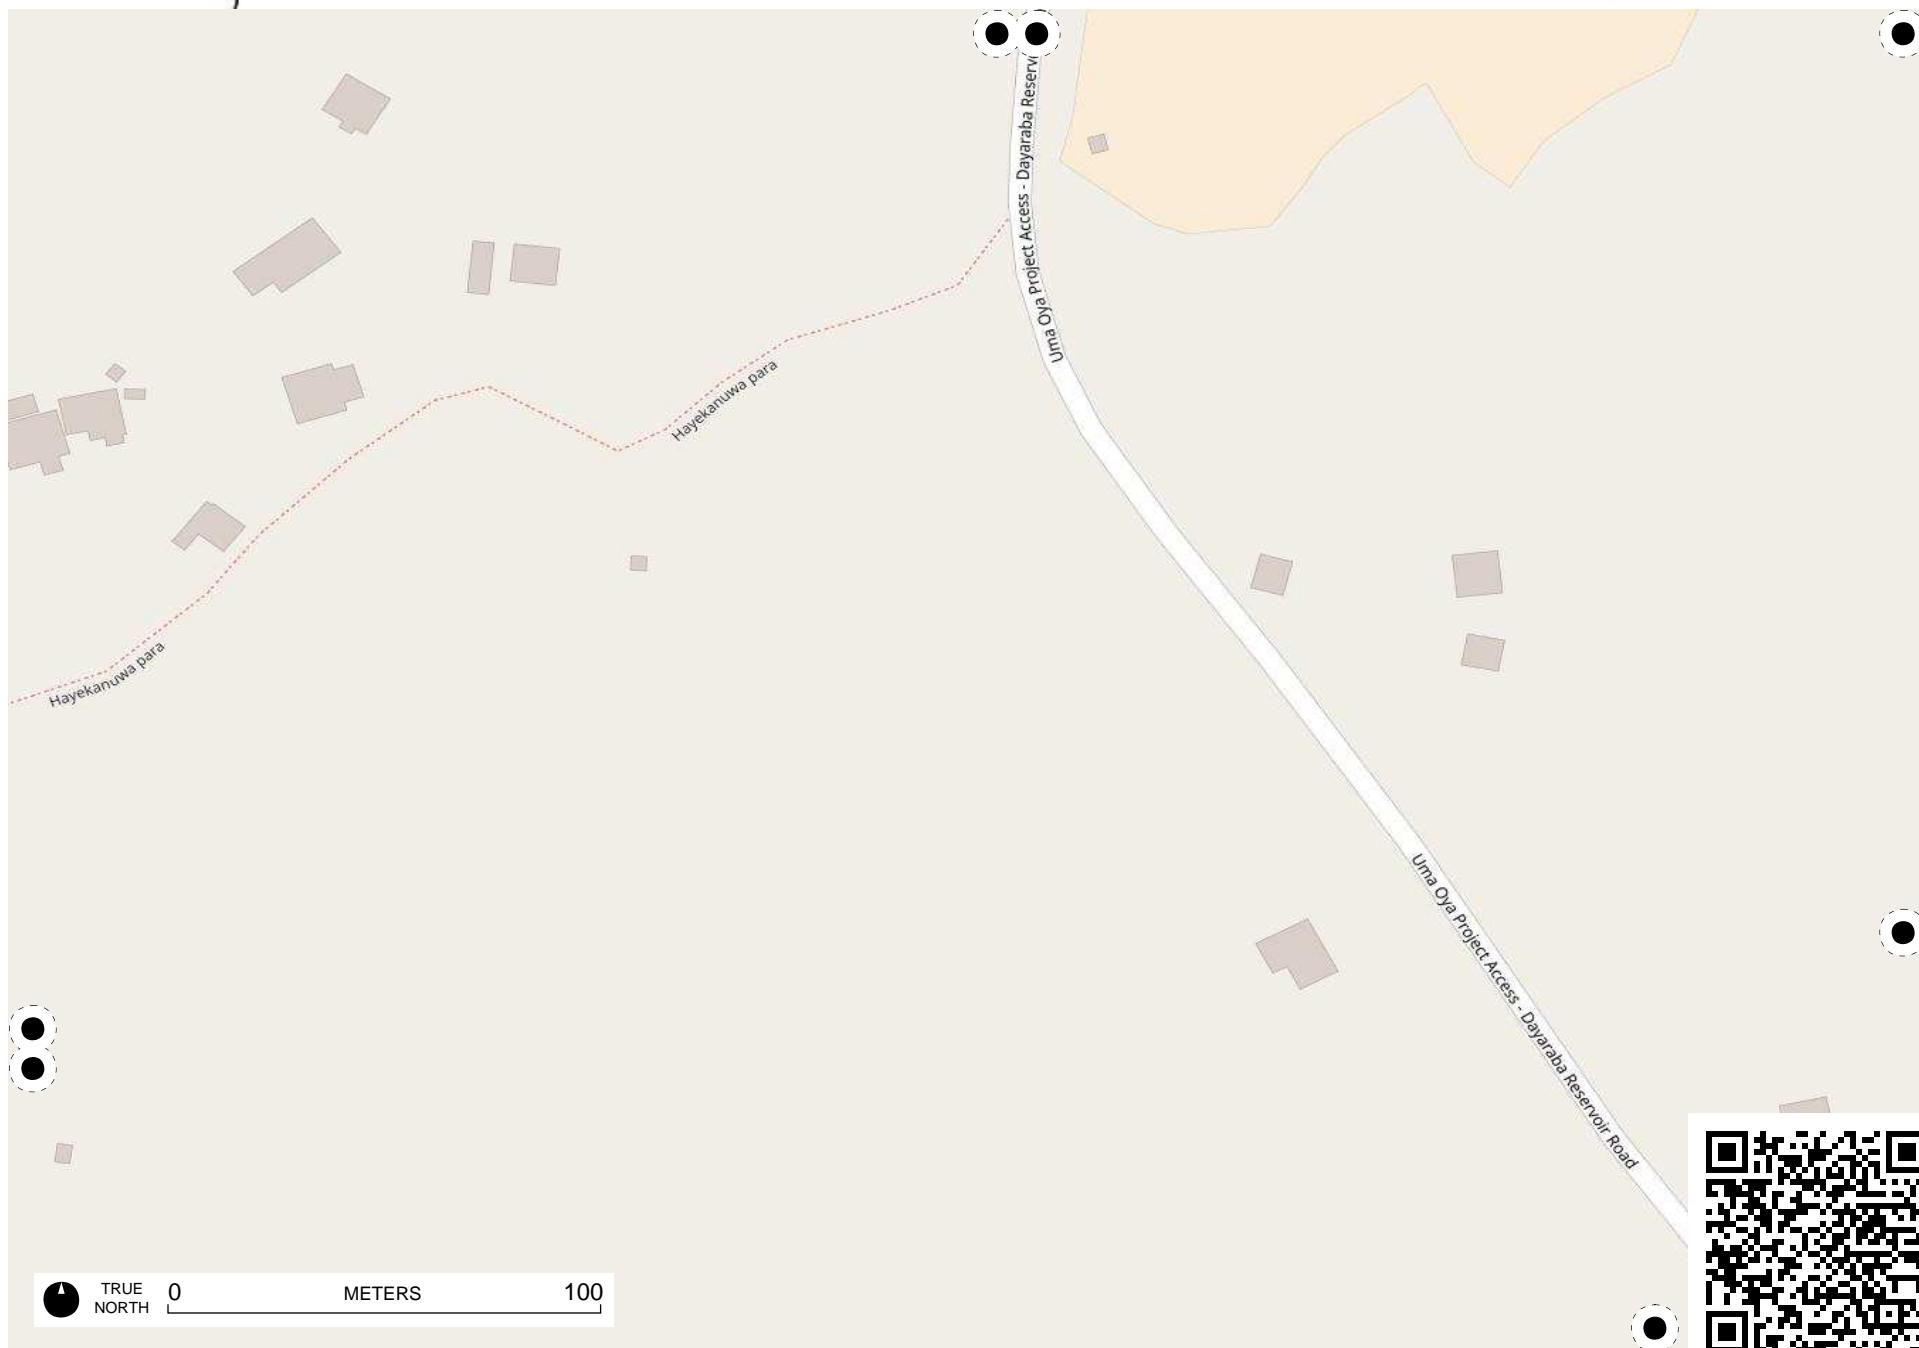 Uma Oya Project Access - Dayaraba Reserv
Hayekanuwa para
Hayekanuwa para
Uma Oya Project Access - Dayaraba Reservoir Road
TRUE NORTH
0 METERS 100